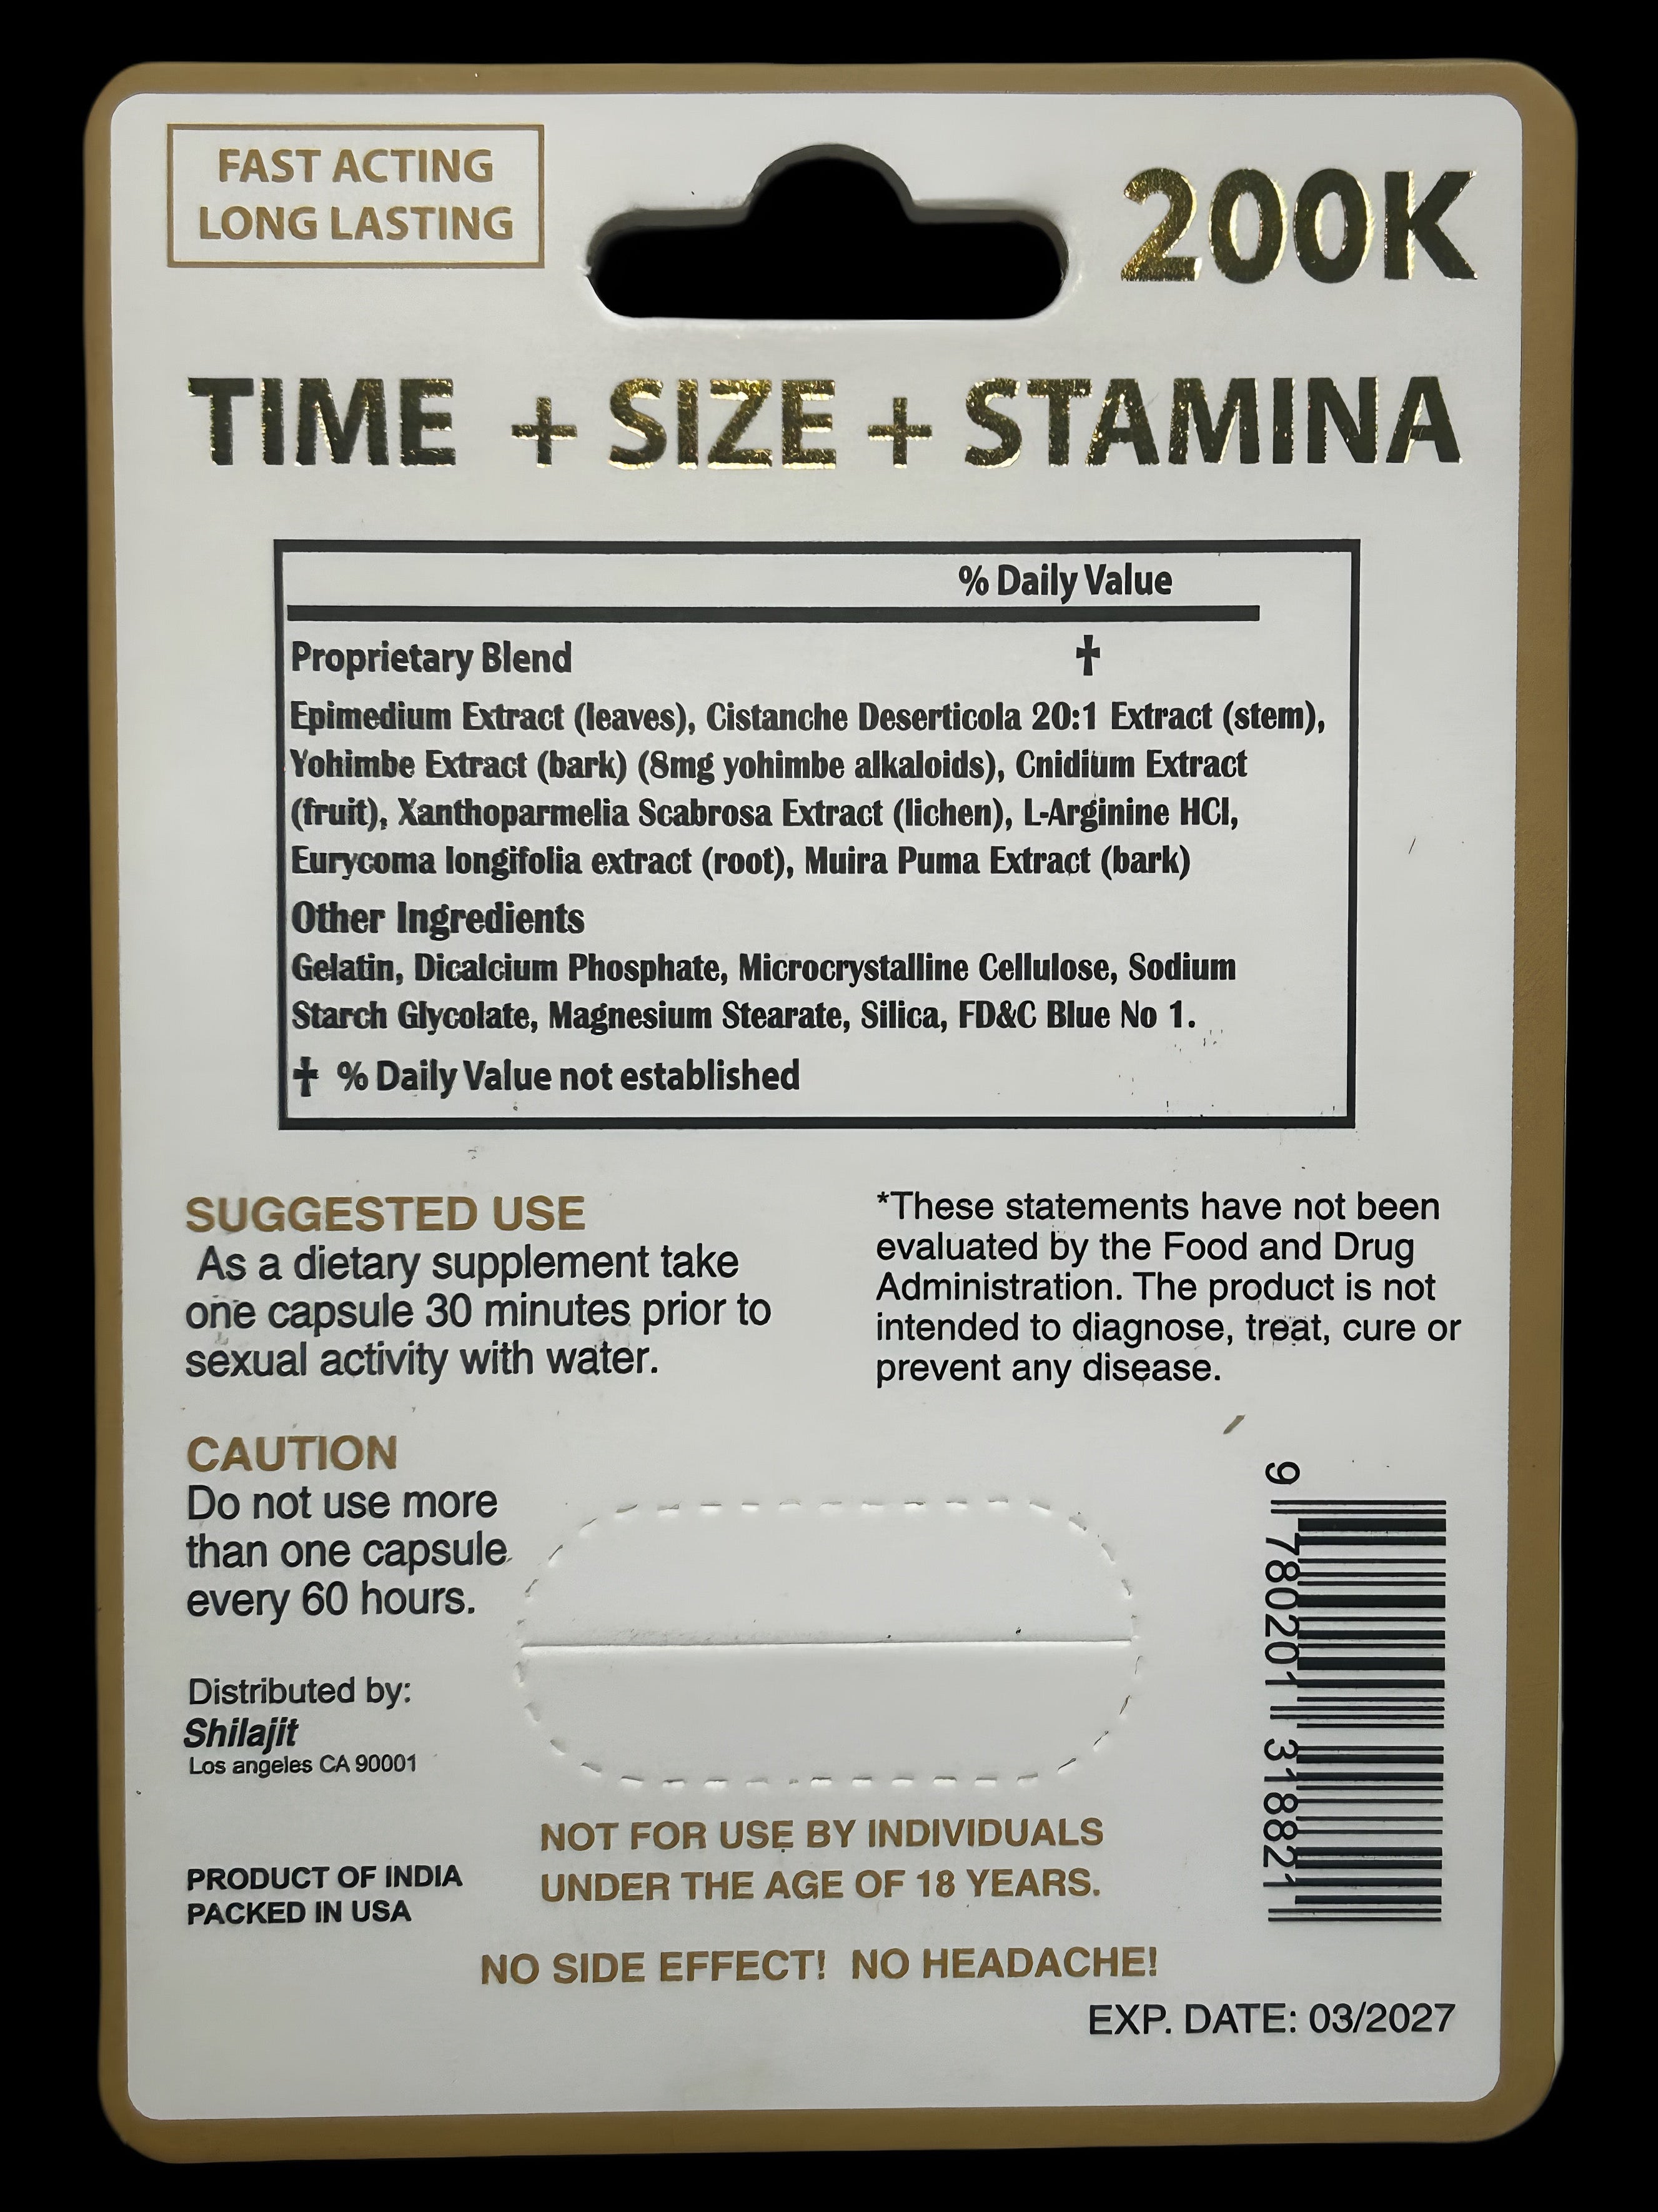 FAST ACTING
LONG LASTING
200K
TIME + SIZE + STAMINA
% Daily Value
Proprietary Blend †
Epimedium Extract (leaves), Cistanche Deserticola 20:1 Extract (stem),
Yohimbe Extract (bark) (8mg yohimbe alkaloids), Cnidium Extract
(fruit), Xanthoparmelia Scabrosa Extract (lichen), L-Arginine HCl,
Eurycoma longifolia extract (root), Muira Puma Extract (bark)
Other Ingredients
Gelatin, Dicalcium Phosphate, Microcrystalline Cellulose, Sodium
Starch Glycolate, Magnesium Stearate, Silica, FD&C Blue No 1.
† % Daily Value not established
SUGGESTED USE
As a dietary supplement take
one capsule 30 minutes prior to
sexual activity with water.
*These statements have not been
evaluated by the Food and Drug
Administration. The product is not
intended to diagnose, treat, cure or
prevent any disease.
CAUTION
Do not use more
than one capsule
every 60 hours.
Distributed by:
Shilajit
Los angeles CA 90001
PRODUCT OF INDIA
PACKED IN USA
NOT FOR USE BY INDIVIDUALS
UNDER THE AGE OF 18 YEARS.
9 780201 318821
NO SIDE EFFECT! NO HEADACHE!
EXP. DATE: 03/2027